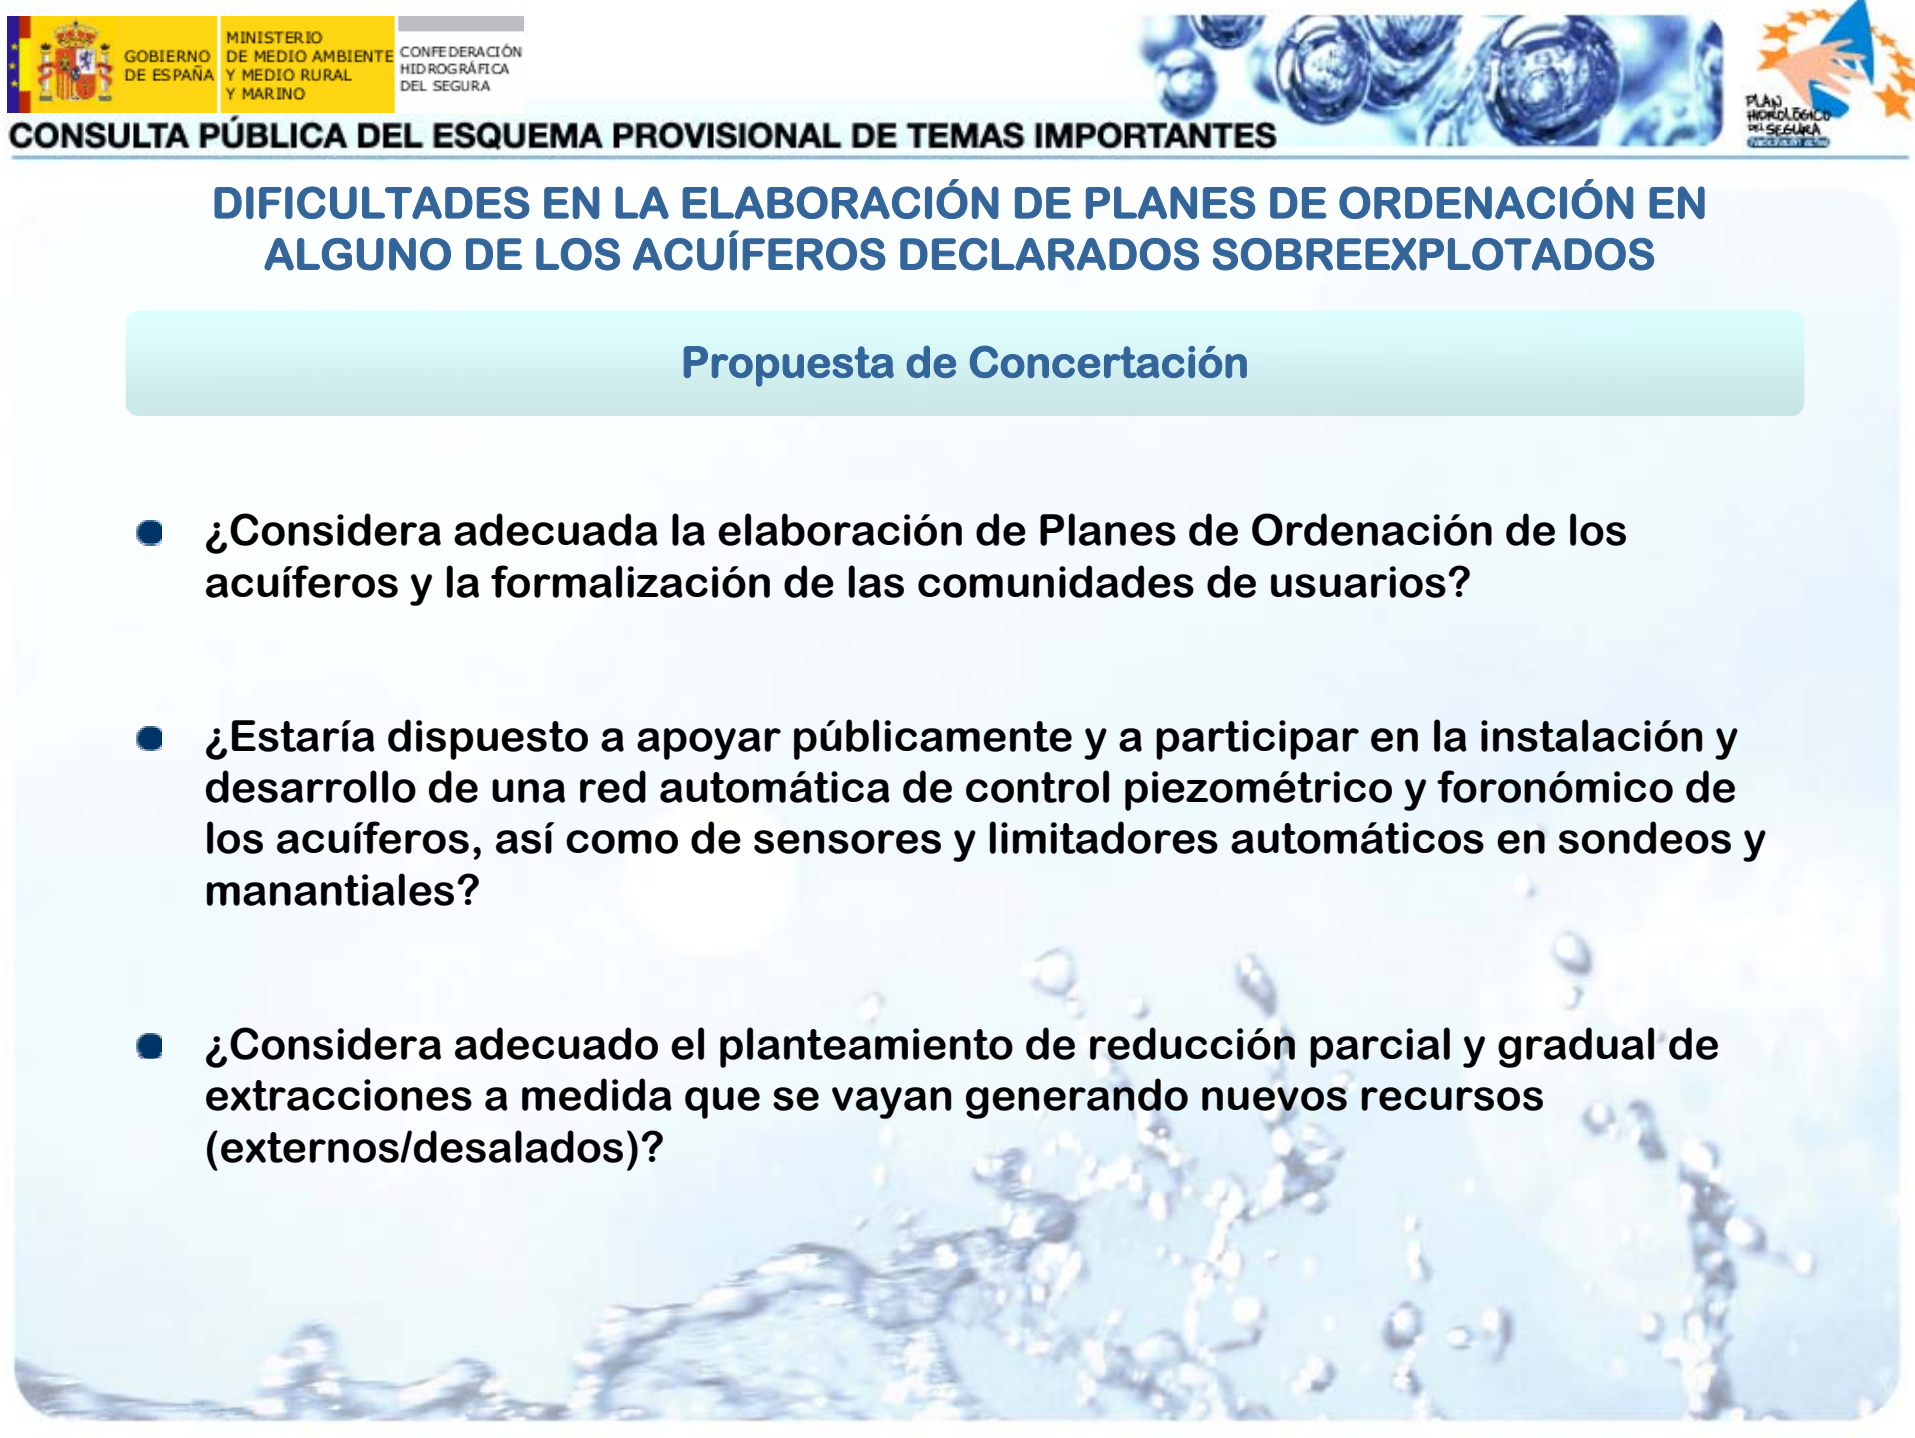 GOBIERNO
DE ESPAÑA
MINISTERIO
DE MEDIO AMBIENTE
Y MEDIO RURAL
Y MARINO
CONFEDERACIÓN
HIDROGRÁFICA
DEL SEGURA
PLAN
HIDROLÓGICO
DEL SEGURA
CONSULTA PÚBLICA DEL ESQUEMA PROVISIONAL DE TEMAS IMPORTANTES
DIFICULTADES EN LA ELABORACIÓN DE PLANES DE ORDENACIÓN EN
ALGUNO DE LOS ACUÍFEROS DECLARADOS SOBREEXPLOTADOS
Propuesta de Concertación
¿Considera adecuada la elaboración de Planes de Ordenación de los
acuíferos y la formalización de las comunidades de usuarios?
¿Estaría dispuesto a apoyar públicamente y a participar en la instalación y
desarrollo de una red automática de control piezométrico y foronómico de
los acuíferos, así como de sensores y limitadores automáticos en sondeos y
manantiales?
¿Considera adecuado el planteamiento de reducción parcial y gradual de
extracciones a medida que se vayan generando nuevos recursos
(externos/desalados)?